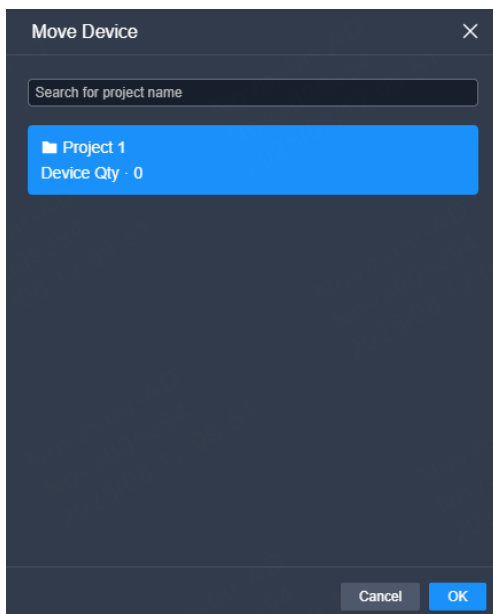 Move Device
Search for project name
Project 1
Device Qty · 0
Cancel
OK